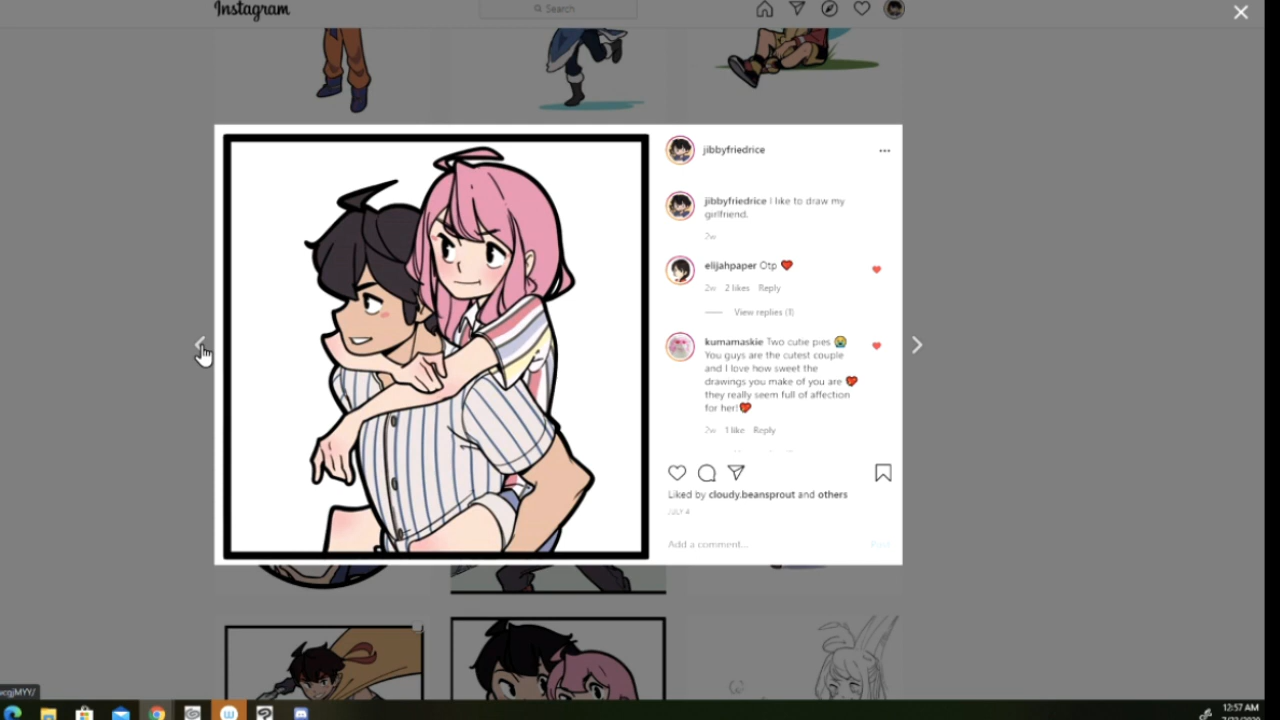 Instagram
Search
jibbyfriedrice
jibbyfriedrice I like to draw my
girlfriend.
2w
elijahpaper Otp
2w 2 likes Reply
View replies (1)
kumamaskie Two cutie pies
You guys are the cutest couple
and I love how sweet the
drawings you make of you are
they really seem full of affection
for her!
2w 1 like Reply
Liked by cloudy.beansprout and others
JULY 4
Add a comment...
Post
12:57 AM